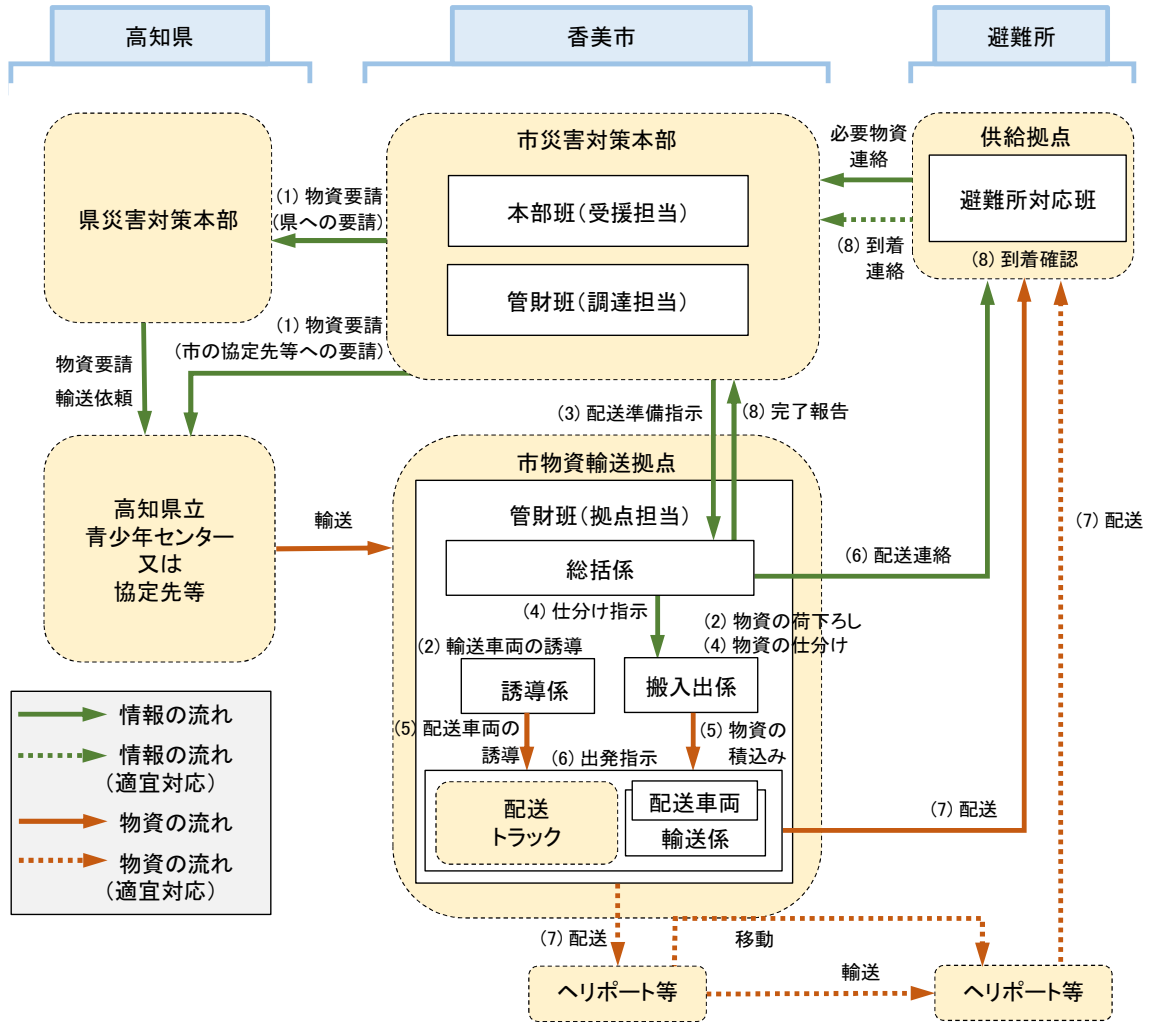 高知県
香美市
避難所
県災害対策本部
(1) 物資要請
(県への要請)
市災害対策本部
本部班（受援担当）
管財班（調達担当）
必要物資
連絡
(8) 到着
連絡
供給拠点
避難所対応班
(8) 到着確認
(1) 物資要請
(市の協定先等への要請)
物資要請
輸送依頼
(3) 配送準備指示
(8) 完了報告
高知県立
青少年センター
又は
協定先等
輸送
市物資輸送拠点
管財班（拠点担当）
総括係
(6) 配送連絡
(7) 配送
(4) 仕分け指示
(2) 物資の荷下ろし
(4) 物資の仕分け
(2) 輸送車両の誘導
誘導係
搬入出係
(5) 配送車両の
誘導
(5) 物資の
積込み
(6) 出発指示
配送
トラック
配送車両
輸送係
(7) 配送
情報の流れ
情報の流れ
（適宜対応）
物資の流れ
物資の流れ
（適宜対応）
(7) 配送
移動
ヘリポート等
輸送
ヘリポート等